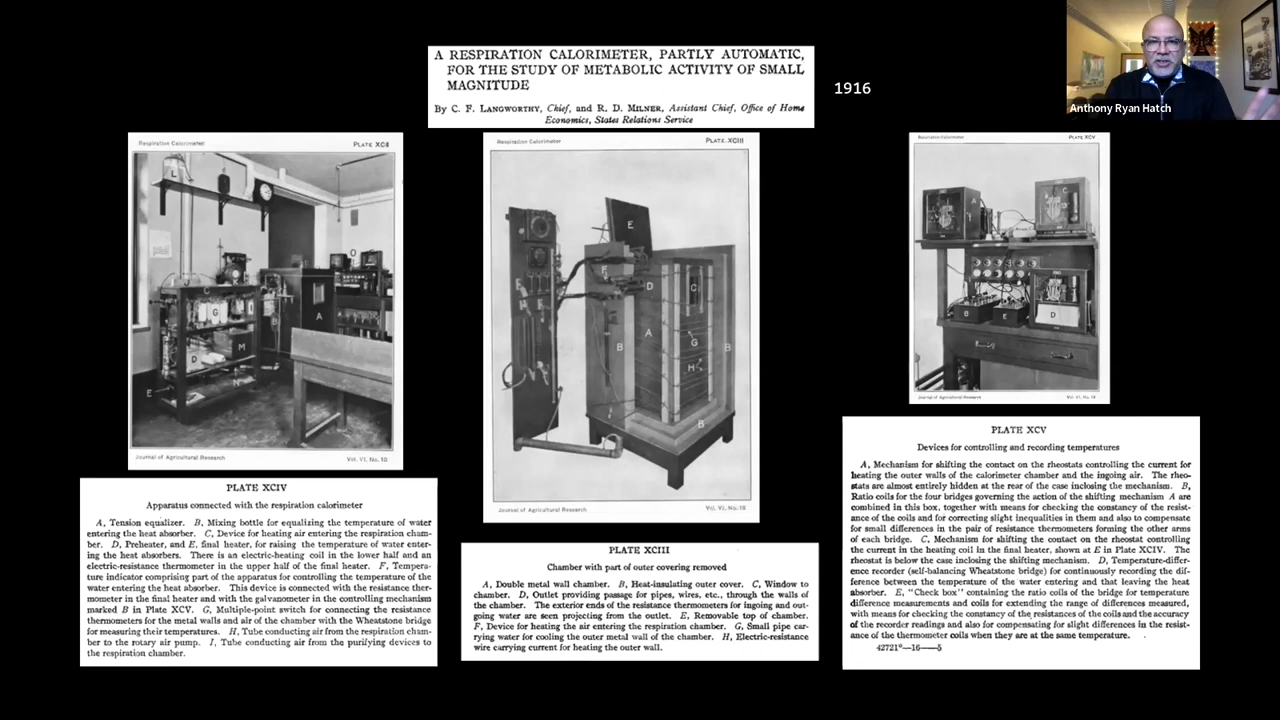 A RESPIRATION CALORIMETER, PARTLY AUTOMATIC,
FOR THE STUDY OF METABOLIC ACTIVITY OF SMALL
MAGNITUDE
By C. F. LANGWORTHY, Chief, and R. D. MILNER, Assistant Chief, Office of Home
Economics, States Relations Service
1916
Anthony Ryan Hatch
Respiration Calorimeter
PLATE XCII
L
G
C
K
B
A
O
D
M
N
E
Journal of Agricultural Research
Vol. VI, No. 18
PLATE XCIV
Apparatus connected with the respiration calorimeter
A, Tension equalizer. B, Mixing bottle for equalizing the temperature of water
entering the heat absorber. C, Device for heating air entering the respiration cham-
ber. D, Preheater, and E, final heater, for raising the temperature of water enter-
ing the heat absorbers. There is an electric-heating coil in the lower half and an
electric-resistance thermometer in the upper half of the final heater. F, Tempera-
ture indicator comprising part of the apparatus for controlling the temperature of the
water entering the heat absorber. This device is connected with the resistance ther-
mometer in the final heater and with the galvanometer in the controlling mechanism
marked B in Plate XCV. G, Multiple-point switch for connecting the resistance
thermometers for the metal walls and air of the chamber with the Wheatstone bridge
for measuring their temperatures. H, Tube conducting air from the respiration cham-
ber to the rotary air pump. I, Tube conducting air from the purifying devices to
the respiration chamber.
Respiration Calorimeter
PLATE XCIII
E
F
D
C
A
B
G
H
B
B
Journal of Agricultural Research
Vol. VI, No. 18
PLATE XCIII
Chamber with part of outer covering removed
A, Double metal wall chamber. B, Heat-insulating outer cover. C, Window to
chamber. D, Outlet providing passage for pipes, wires, etc., through the walls of
the chamber. The exterior ends of the resistance thermometers for ingoing and out-
going water are seen projecting from the outlet. E, Removable top of chamber.
F, Device for heating the air entering the respiration chamber. G, Small pipe car-
rying water for cooling the outer metal wall of the chamber. H, Electric-resistance
wire carrying current for heating the outer wall.
Respiration Calorimeter
PLATE XCV
A
C
B
E
D
Journal of Agricultural Research
Vol. VI, No. 18
PLATE XCV
Devices for controlling and recording temperatures
A, Mechanism for shifting the contact on the rheostats controlling the current for
heating the outer walls of the calorimeter chamber and the ingoing air. The rheo-
stats are almost entirely hidden at the rear of the case inclosing the mechanism. B,
Ratio coils for the four bridges governing the action of the shifting mechanism A are
combined in this box, together with means for checking the constancy of the resist-
ance of the coils and for correcting slight inequalities in them and also to compensate
for small differences in the pair of resistance thermometers forming the other arms
of each bridge. C, Mechanism for shifting the contact on the rheostat controlling
the current in the heating coil in the final heater, shown at E in Plate XCIV. The
rheostat is below the case inclosing the shifting mechanism. D, Temperature-differ-
ence recorder (self-balancing Wheatstone bridge) for continuously recording the dif-
ference between the temperature of the water entering and that leaving the heat
absorber. E, "Check box" containing the ratio coils of the bridge for temperature
difference measurements and coils for extending the range of differences measured,
with means for checking the constancy of the resistances of the coils and the accuracy
of the recorder readings and also for compensating for slight differences in the resist-
ance of the thermometer coils when they are at the same temperature.
42721°—16——5